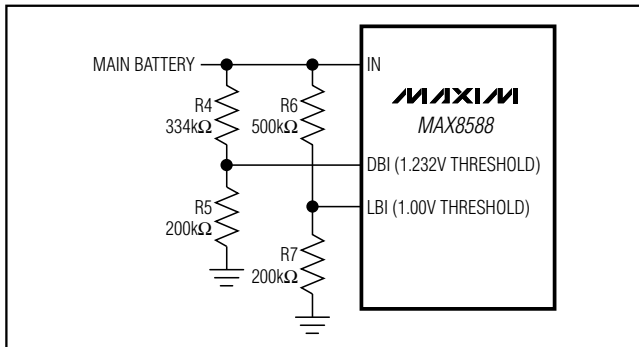 MAIN BATTERY
IN
R4
334kΩ
R6
500kΩ
MAXIM
MAX8588
DBI (1.232V THRESHOLD)
LBI (1.00V THRESHOLD)
R5
200kΩ
R7
200kΩ